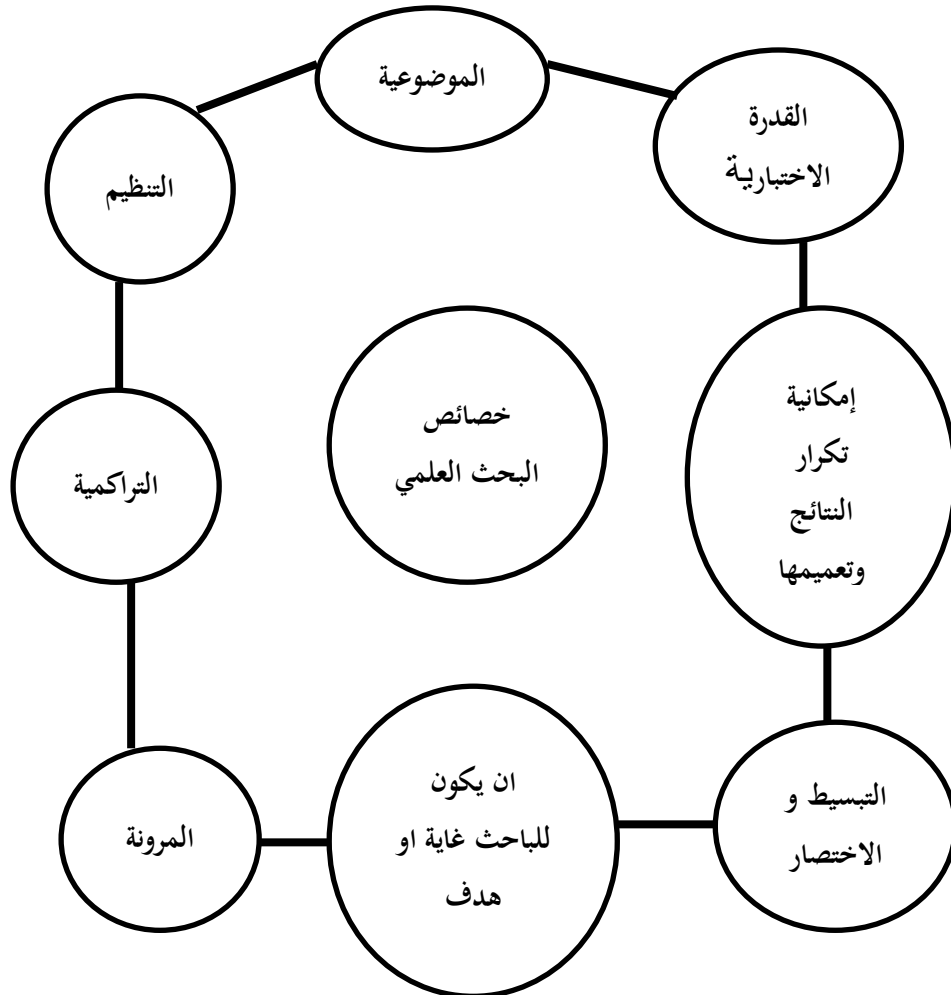 الموضوعية
القدرة
الاختبارية
التنظيم
إمكانية
تكرار
النتائج
وتعميمها
خصائص
البحث العلمي
التراكمية
التبسيط و
الاختصار
ان يكون
للباحث غاية او
هدف
المرونة